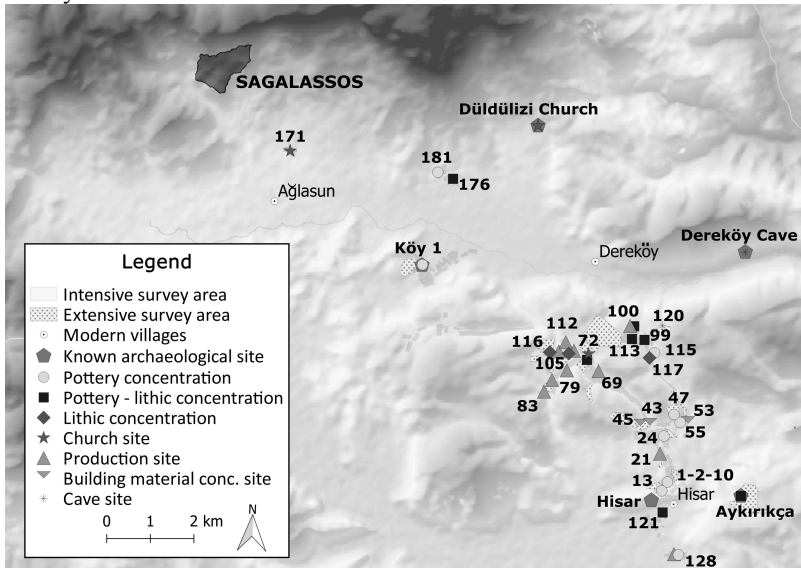 SAGALASSOS
Düldülizi Church
171
181
176
Ağlasun
Köy 1
Dereköy
Dereköy Cave
Legend
Intensive survey area
Extensive survey area
Modern villages
Known archaeological site
Pottery concentration
Pottery - lithic concentration
Lithic concentration
Church site
Production site
Building material conc. site
Cave site
0 1 2 km
N
100
120
112
99
116
72
113
115
105
117
79
69
83
47
43
53
45
24
55
21
1-2-10
13
Hisar
Hisar
Aykırıkça
121
128